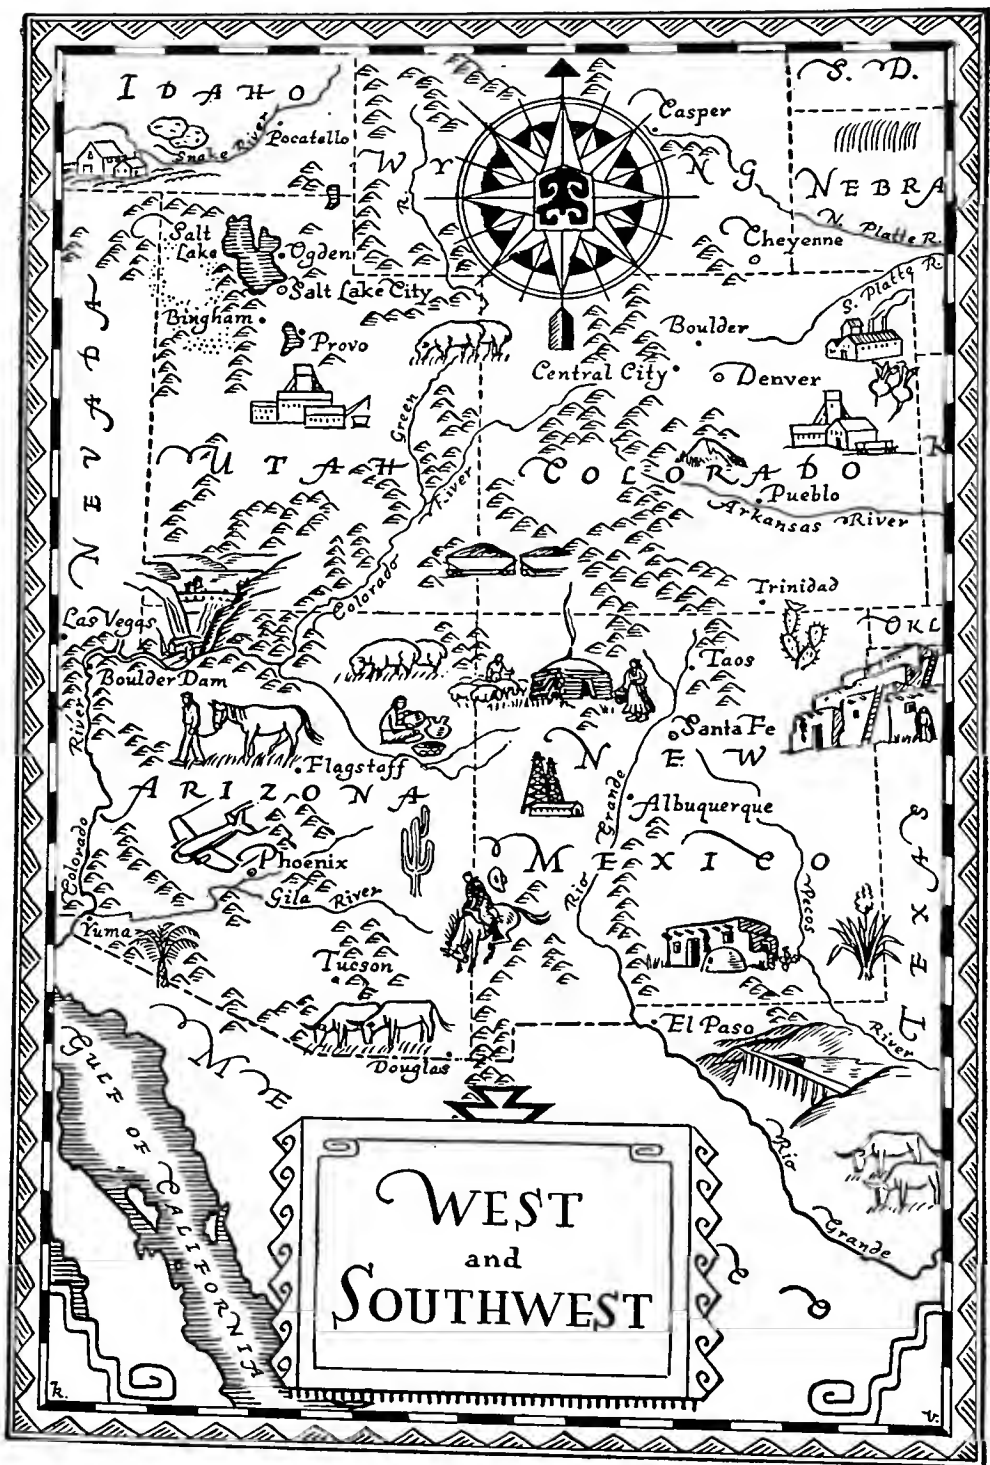 IDAHO
Snake River
Pocatello
WYNG
R.
Casper
S. D.
NEBRA
N. Platte R.
Cheyenne
S. Platte R.
Salt
Lake
Ogden
Salt Lake City
Bingham
Provo
NEVADA
Boulder
Central City
Denver
Green
River
UTAH
COLORADO
K
Pueblo
Arkansas River
Colorado
Trinidad
Las Vegas
Boulder Dam
OKL
Taos
Santa Fe
River
Flagstaff
ARIZONA
NEW
MEXICO
Albuquerque
Rio Grande
Colorado
Phoenix
Gila River
Pecos
River
TEXAS
Yuma
Tucson
El Paso
Douglas
ME
GULF OF CALIFORNIA
Rio
Grande
WEST
and
SOUTHWEST
C O
k.
v.